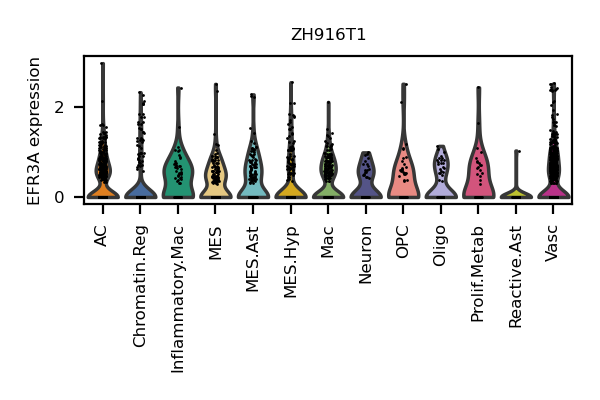 ZH916T1
EFR3A expression
2
0
AC
Chromatin.Reg
Inflammatory.Mac
MES
MES.Ast
MES.Hyp
Mac
Neuron
OPC
Oligo
Prolif.Metab
Reactive.Ast
Vasc